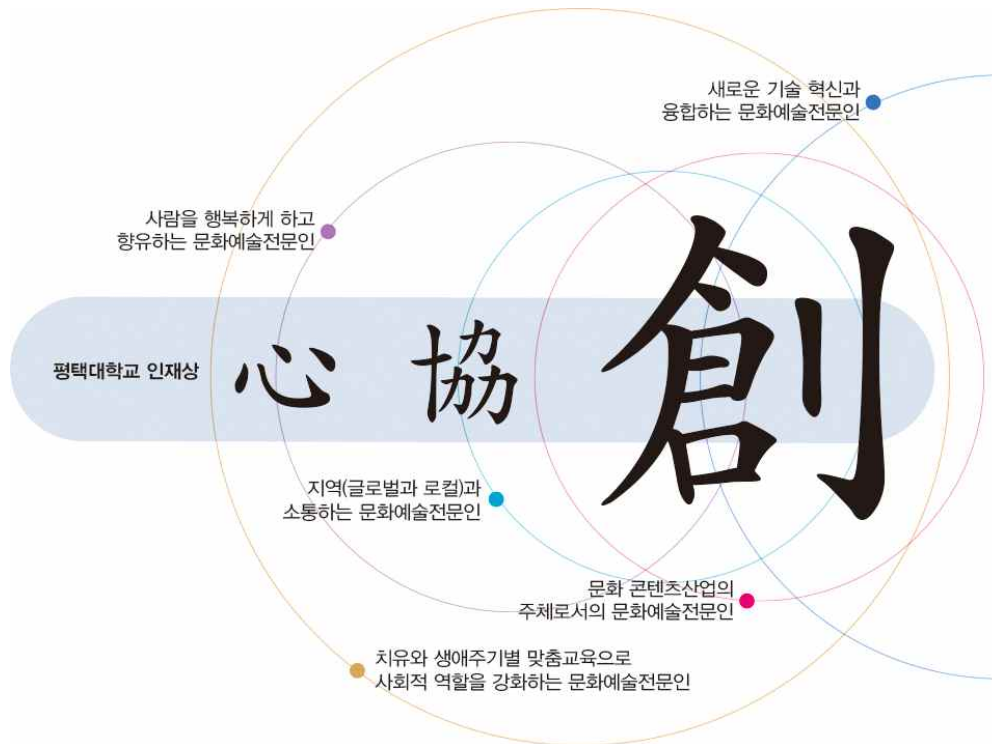 새로운 기술 혁신과
융합하는 문화예술전문인
사람을 행복하게 하고
향유하는 문화예술전문인
평택대학교 인재상 心 協 創
지역(글로벌과 로컬)과
소통하는 문화예술전문인
문화 콘텐츠산업의
주체로서의 문화예술전문인
치유와 생애주기별 맞춤교육으로
사회적 역할을 강화하는 문화예술전문인